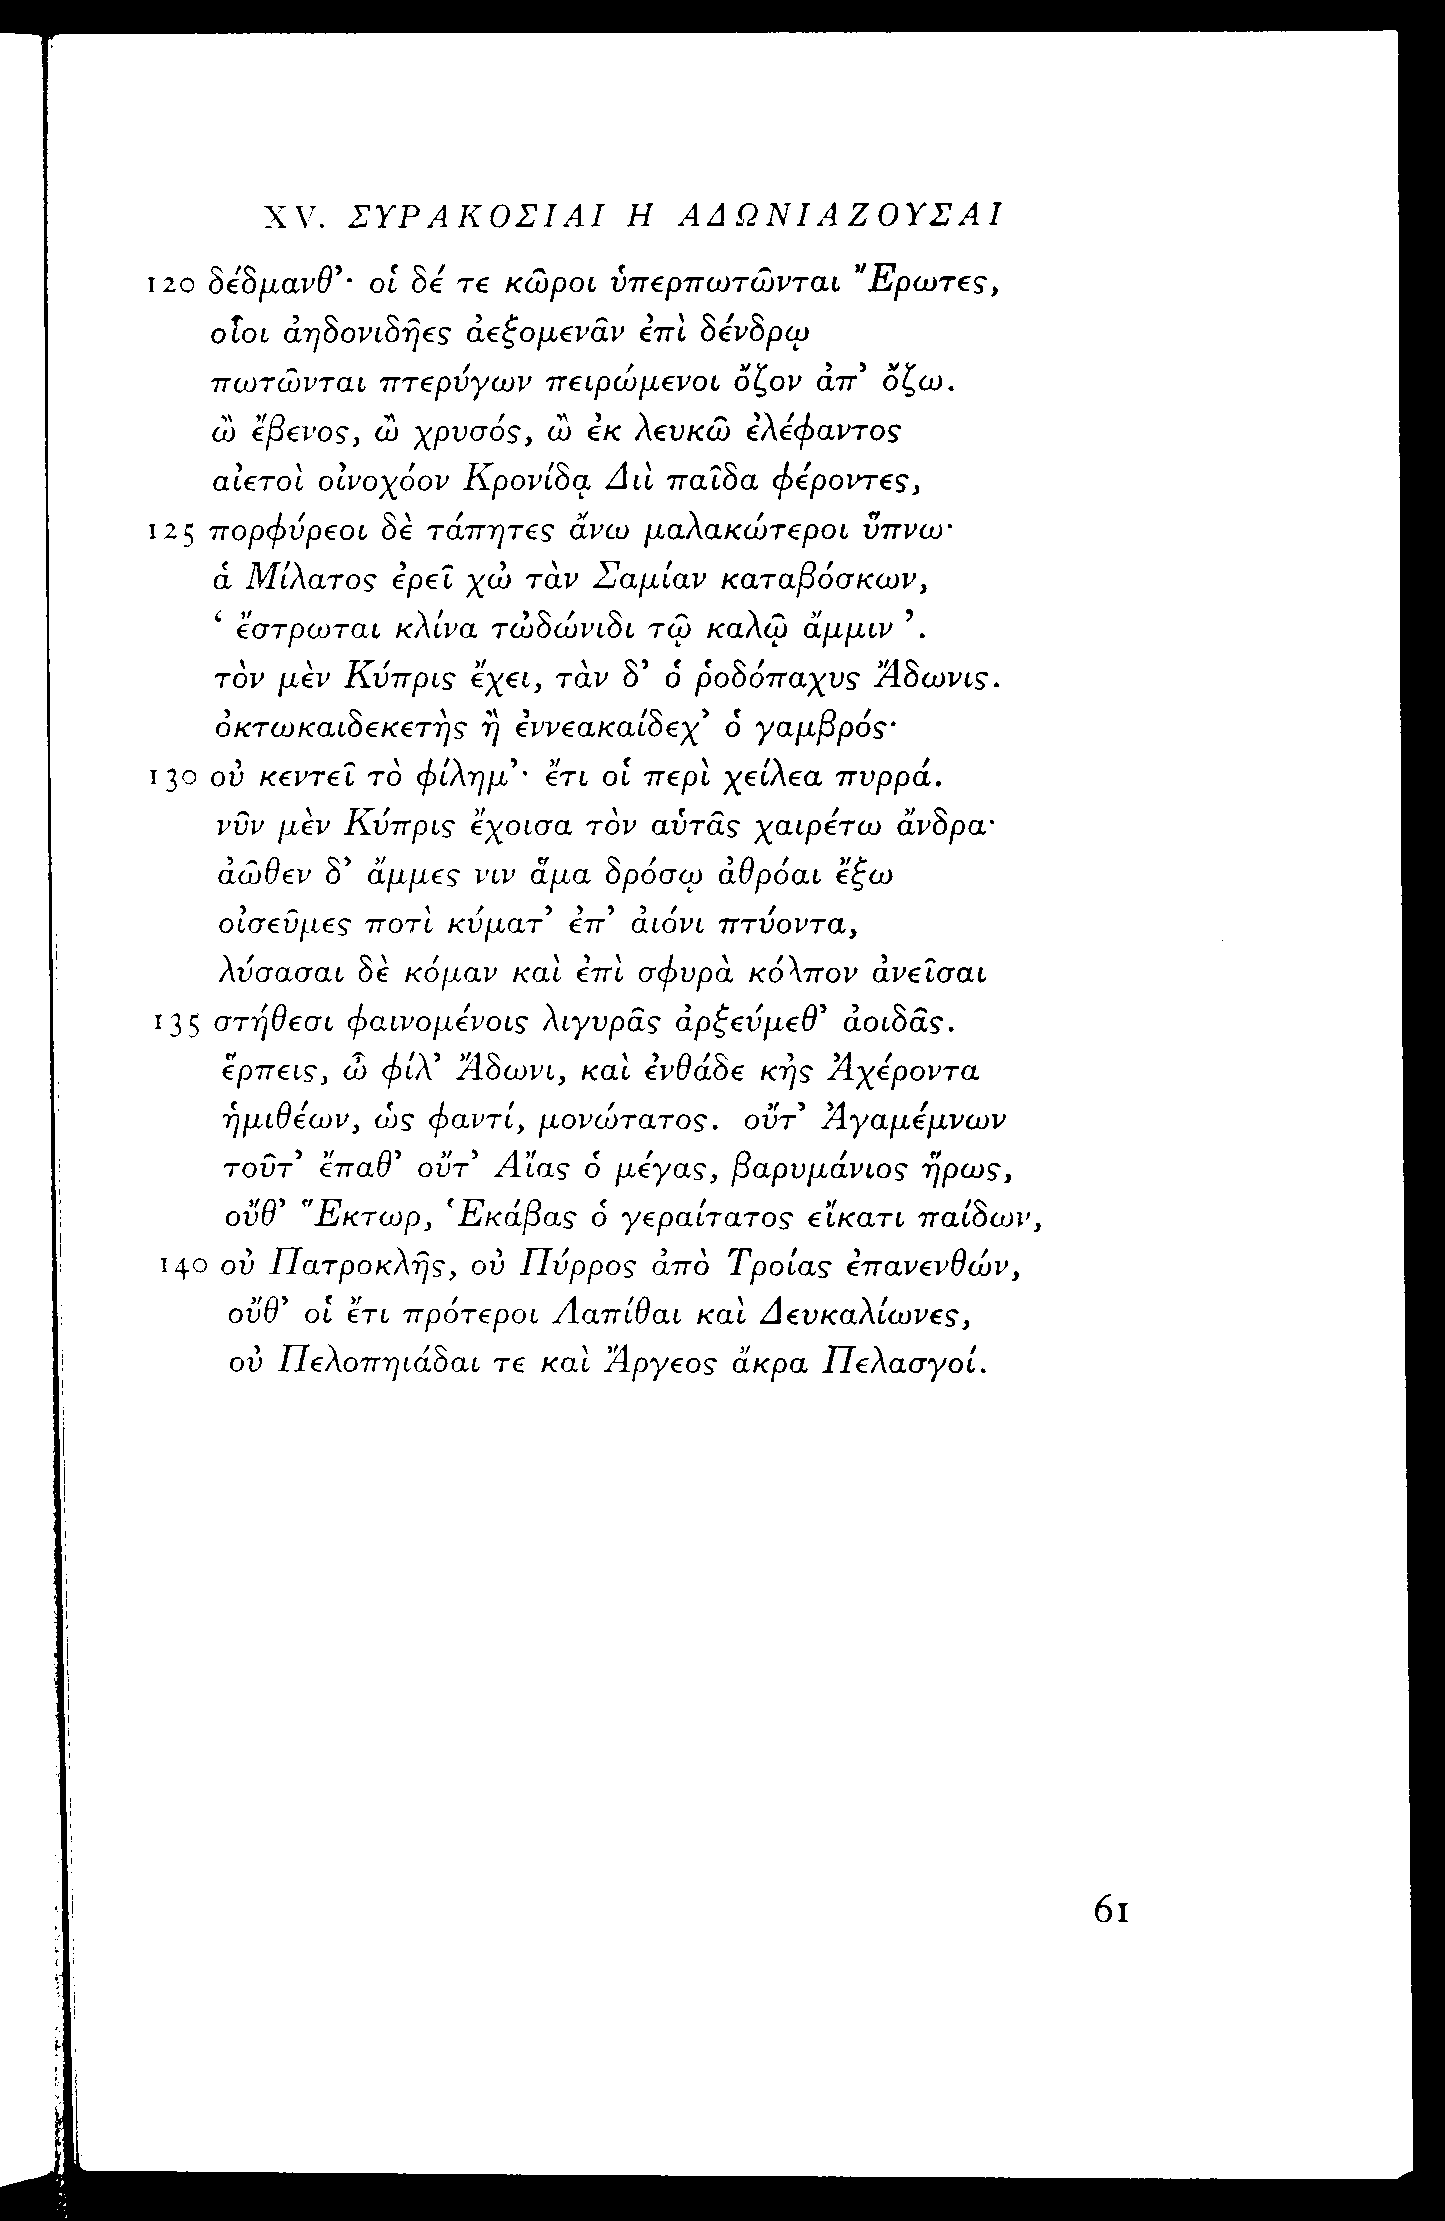 XV. ΣΥΡΑΚΟΣΙΑΙ Η ΑΔΩΝΙΑΖΟΥΣΑΙ
120 δέδμανθ’· οἱ δέ τε κῶροι ὑπερπωτῶνται Ἔρωτες,
οἷοι ἀηδονιδῆες ἀεξομενᾶν ἐπὶ δένδρῳ
πωτῶνται πτερύγων πειρώμενοι ὄζον ἀπ’ ὄζω.
ὢ ἔβενος, ὢ χρυσός, ὢ ἐκ λευκῶ ἐλέφαντος
αἰετοὶ οἰνοχόον Κρονίδᾳ Διὶ παῖδα φέροντες,
125 πορφύρεοι δὲ τάπητες ἄνω μαλακώτεροι ὕπνω·
ἁ Μίλατος ἐρεῖ χὠ τὰν Σαμίαν καταβόσκων,
‘ ἔστρωται κλίνα τὠδώνιδι τῷ καλῷ ἄμμιν ’.
τὸν μὲν Κύπρις ἔχει, τὰν δ’ ὁ ῥοδόπαχυς Ἄδωνις.
ὀκτωκαιδεκετὴς ἢ ἐννεακαίδεχ’ ὁ γαμβρός·
130 οὐ κεντεῖ τὸ φίλημ’· ἔτι οἱ περὶ χείλεα πυρρά.
νῦν μὲν Κύπρις ἔχοισα τὸν αὑτᾶς χαιρέτω ἄνδρα·
ἀῶθεν δ’ ἄμμες νιν ἅμα δρόσῳ ἀθρόαι ἔξω
οἰσεῦμες ποτὶ κύματ’ ἐπ’ ἀιόνι πτύοντα,
λύσασαι δὲ κόμαν καὶ ἐπὶ σφυρὰ κόλπον ἀνεῖσαι
135 στήθεσι φαινομένοις λιγυρᾶς ἀρξεύμεθ’ ἀοιδᾶς.
ἕρπεις, ὦ φίλ’ Ἄδωνι, καὶ ἐνθάδε κἠς Ἀχέροντα
ἡμιθέων, ὡς φαντί, μονώτατος. οὔτ’ Ἀγαμέμνων
τοῦτ’ ἔπαθ’ οὔτ’ Αἴας ὁ μέγας, βαρυμάνιος ἥρως,
οὔθ’ Ἕκτωρ, Ἑκάβας ὁ γεραίτατος εἴκατι παίδων,
140 οὐ Πατροκλῆς, οὐ Πύρρος ἀπὸ Τροίας ἐπανενθών,
οὔθ’ οἱ ἔτι πρότεροι Λαπίθαι καὶ Δευκαλίωνες,
οὐ Πελοπηιάδαι τε καὶ Ἄργεος ἄκρα Πελασγοί.
61